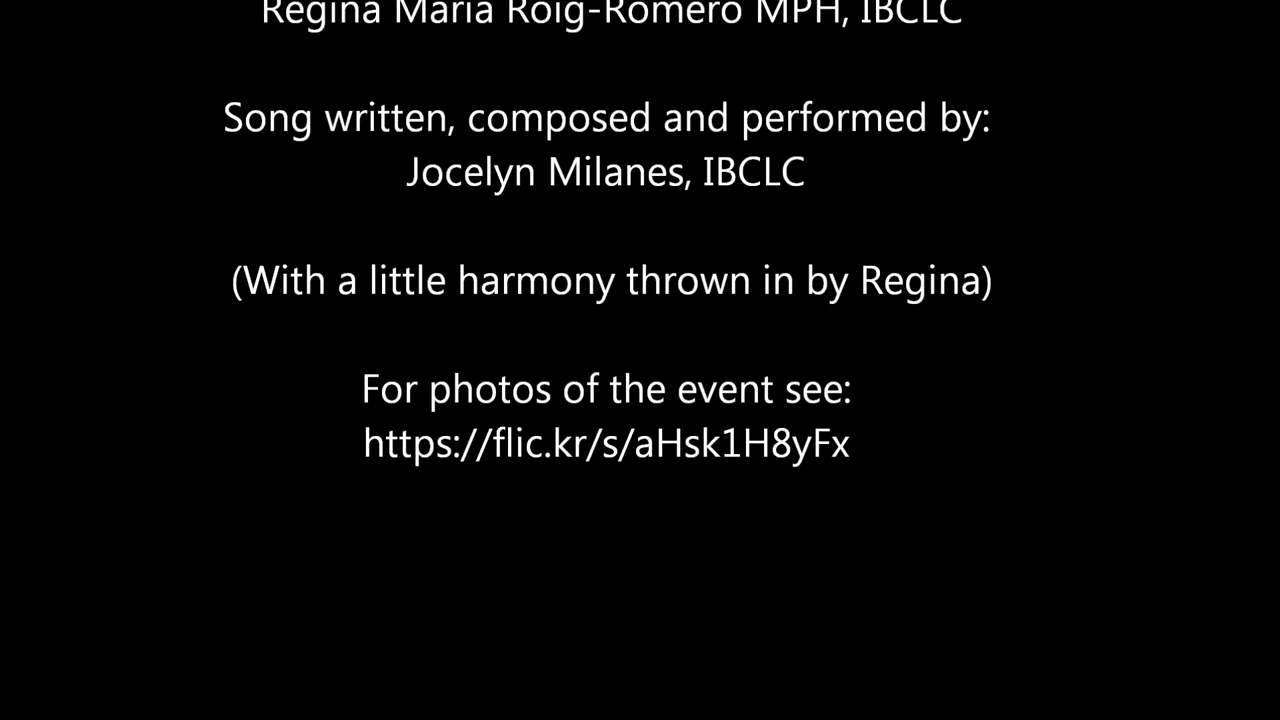 Regina Maria Roig-Romero MPH, IBCLC
Song written, composed and performed by:
Jocelyn Milanes, IBCLC
(With a little harmony thrown in by Regina)
For photos of the event see:
https://flic.kr/s/aHsk1H8yFx